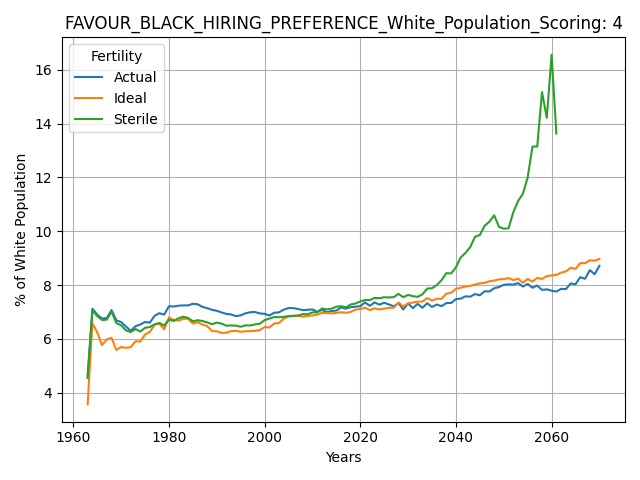 FAVOUR_BLACK_HIRING_PREFERENCE_White_Population_Scoring: 4
Fertility
Actual
Ideal
Sterile
% of White Population
16
14
12
10
8
6
4
1960 1980 2000 2020 2040 2060
Years